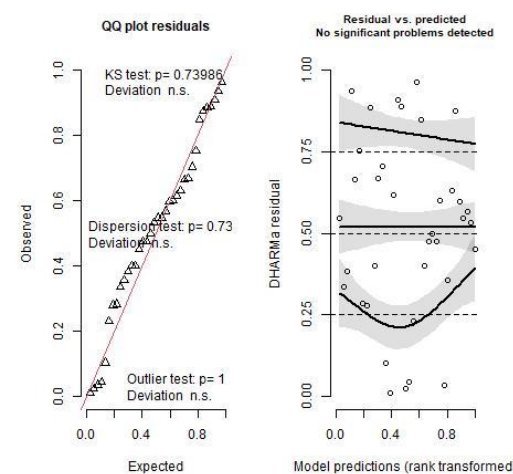 QQ plot residuals
KS test: p= 0.73986
Deviation n.s.
Dispersion test: p= 0.73
Deviation n.s.
Outlier test: p= 1
Deviation n.s.
Observed
0.0
0.2
0.4
0.6
0.8
1.0
0.0
0.4
0.8
Expected
Residual vs. predicted
No significant problems detected
DHARMa residual
0.00
0.25
0.50
0.75
1.00
0.0
0.4
0.8
Model predictions (rank transformed